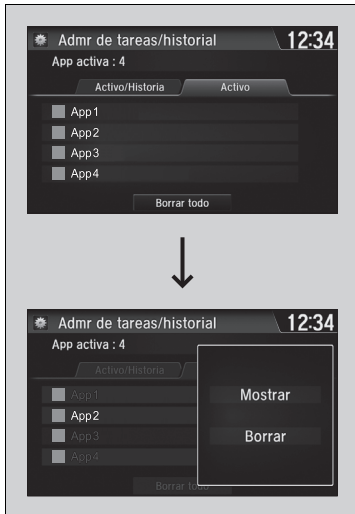 Admr de tareas/historial 12:34
App activa : 4
Activo/Historia Activo
App1
App2
App3
App4
Borrar todo
Admr de tareas/historial 12:34
App activa : 4
Activo/Historia
App1
App2
App3
App4
Mostrar
Borrar
Borrar todo